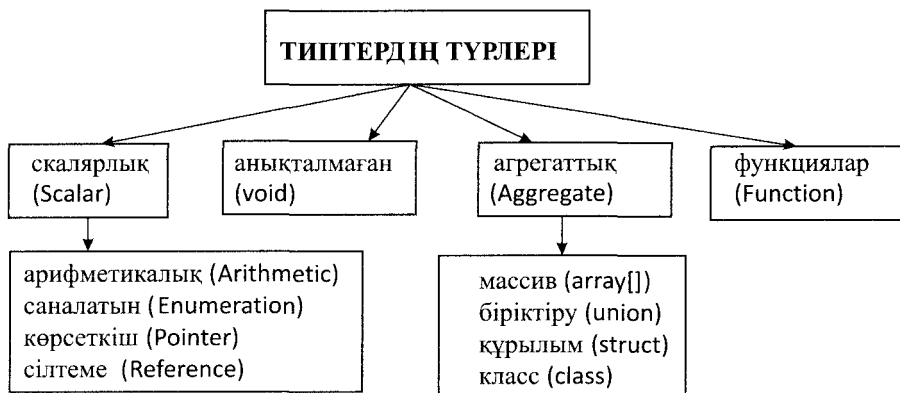 ТИПТЕРДІҢ ТҮРЛЕРІ
скалярлық
(Scalar)
анықталмаған
(void)
агрегаттық
(Aggregate)
функциялар
(Function)
арифметикалық (Arithmetic)
саналатын (Enumeration)
көрсеткіш (Pointer)
сілтеме (Reference)
массив (array[])
біріктіру (union)
құрылым (struct)
класс (class)